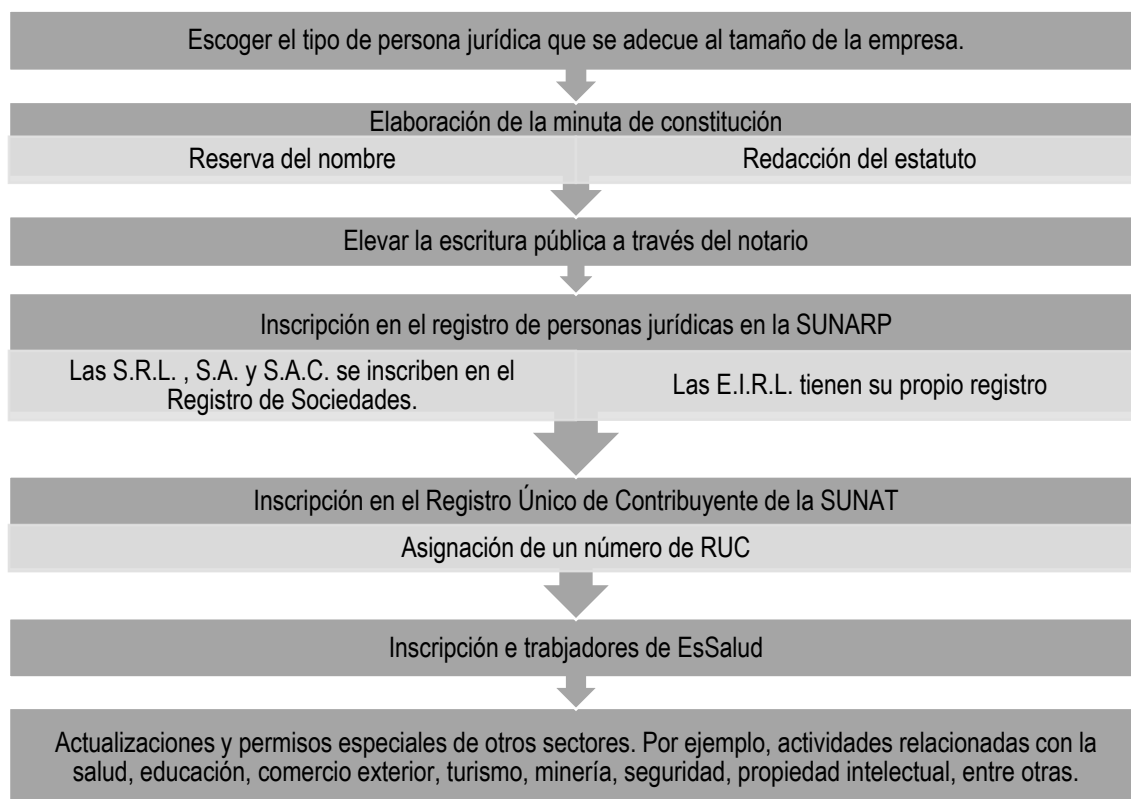 Escoger el tipo de persona jurídica que se adecue al tamaño de la empresa.
Elaboración de la minuta de constitución
Reserva del nombre
Redacción del estatuto
Elevar la escritura pública a través del notario
Inscripción en el registro de personas jurídicas en la SUNARP
Las S.R.L. , S.A. y S.A.C. se inscriben en el
Registro de Sociedades.
Las E.I.R.L. tienen su propio registro
Inscripción en el Registro Único de Contribuyente de la SUNAT
Asignación de un número de RUC
Inscripción e trabjadores de EsSalud
Actualizaciones y permisos especiales de otros sectores. Por ejemplo, actividades relacionadas con la
salud, educación, comercio exterior, turismo, minería, seguridad, propiedad intelectual, entre otras.